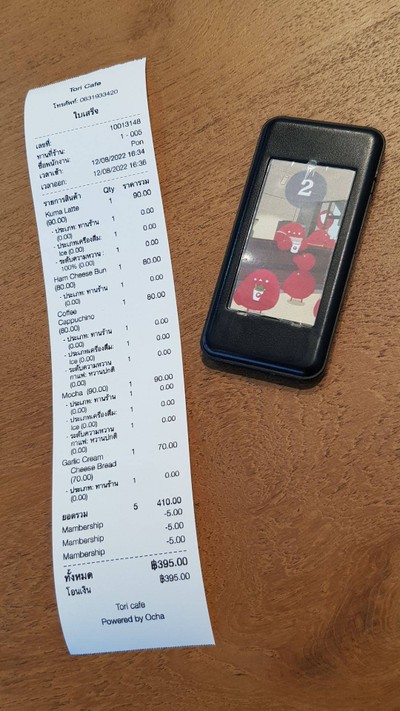 Tori Cafe
โทรศัพท์: 0631933420
ใบเสร็จ
เลขที่: 10013148
ทานที่ร้าน: 1 - 005
ชื่อพนักงาน: Pon
เวลาเข้า: 12/08/2022 16:34
เวลาออก: 12/08/2022 16:36
รายการสินค้า Qty ราคารวม
Kuma Latte 1 90.00
(90.00)
- ประเภท: ทานร้าน 1 0.00
(0.00)
- ประเภทเครื่องดื่ม: 1 0.00
Ice (0.00)
- ระดับความหวาน : 1 0.00
100% (0.00)
Ham Cheese Bun 1 80.00
(80.00)
- ประเภท: ทานร้าน 1 0.00
(0.00)
Coffee 1 80.00
Cappuchino
(80.00)
- ประเภท: ทานร้าน 1 0.00
(0.00)
- ประเภทเครื่องดื่ม: 1 0.00
Ice (0.00)
- ระดับความหวาน 1 0.00
กาแฟ: หวานปกติ
(0.00)
Mocha (90.00) 1 90.00
- ประเภท: ทานร้าน 1 0.00
(0.00)
- ประเภทเครื่องดื่ม: 1 0.00
Ice (0.00)
- ระดับความหวาน 1 0.00
กาแฟ: หวานปกติ
(0.00)
Garlic Cream 1 70.00
Cheese Bread
(70.00)
- ประเภท: ทานร้าน 1 0.00
(0.00)
ยอดรวม 5 410.00
Mambership -5.00
Mambership -5.00
Mambership -5.00
ทั้งหมด ฿395.00
โอนเงิน ฿395.00
Tori cafe
Powered by Ocha
2